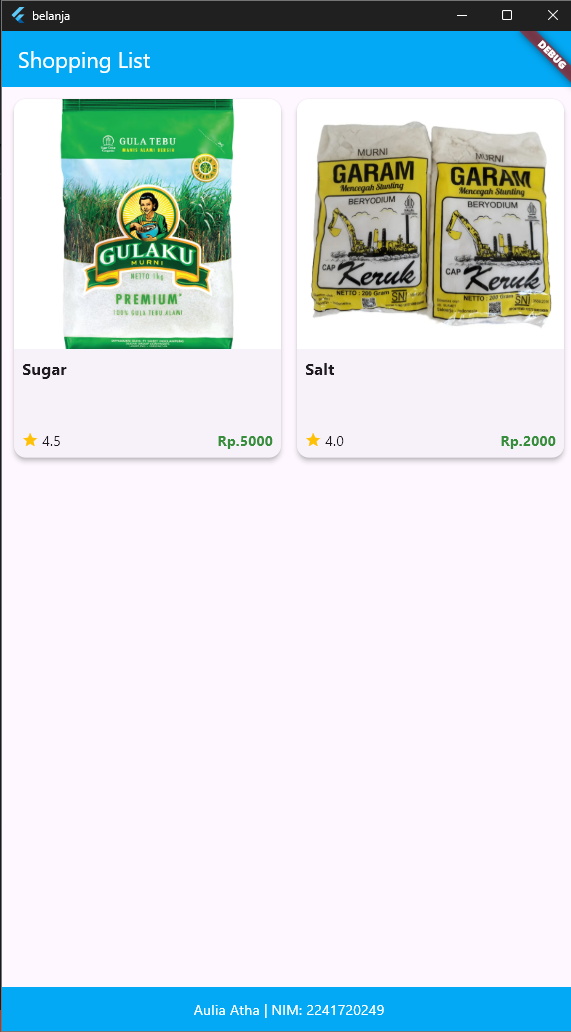 belanja
Shopping List
DEBUG
GULA TEBU
MANIS ALAMI BERGIZI
GULAKU
MURNI
NETTO 1kg
PREMIUM
100% GULA TEBU ALAMI
MURNI
GARAM
Mencegah Stunting
BERYODIUM
CAP Keruk
NETTO : 200 Gram SNI
MURNI
GARAM
Mencegah Stunting
BERYODIUM
CAP Keruk
NETTO : 200 Gram SNI
Sugar
4.5 Rp.5000
Salt
4.0 Rp.2000
Aulia Atha | NIM: 2241720249